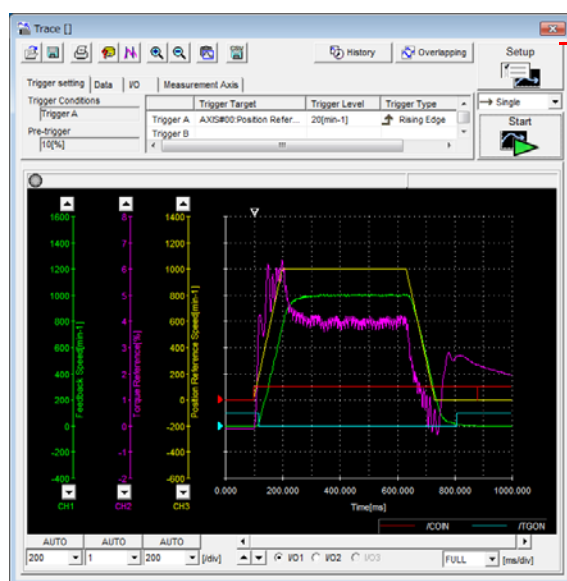 Trace []
History
Overlapping
Setup
Trigger setting
Data
I/O
Measurement Axis
Trigger Conditions
Trigger A
Pre-trigger
10[%]
Trigger Target
Trigger Level
Trigger Type
Trigger A
AXIS#00:Position Refer...
20[min-1]
Rising Edge
Trigger B
Single
Start
1600
1400
1200
1000
800
600
400
200
0
-200
-400
Feedback Speed[min-1]
CH1
8
7
6
5
4
3
2
1
0
-1
-2
Torque Reference[%]
CH2
1400
1200
1000
800
600
400
200
0
-200
-400
-600
Position Reference Speed[min-1]
CH3
0.000
200.000
400.000
600.000
800.000
1000.000
Time[ms]
/COIN
/TGON
AUTO
AUTO
AUTO
200
1
200
[/div]
I/O1
I/O2
I/O3
FULL
[ms/div]